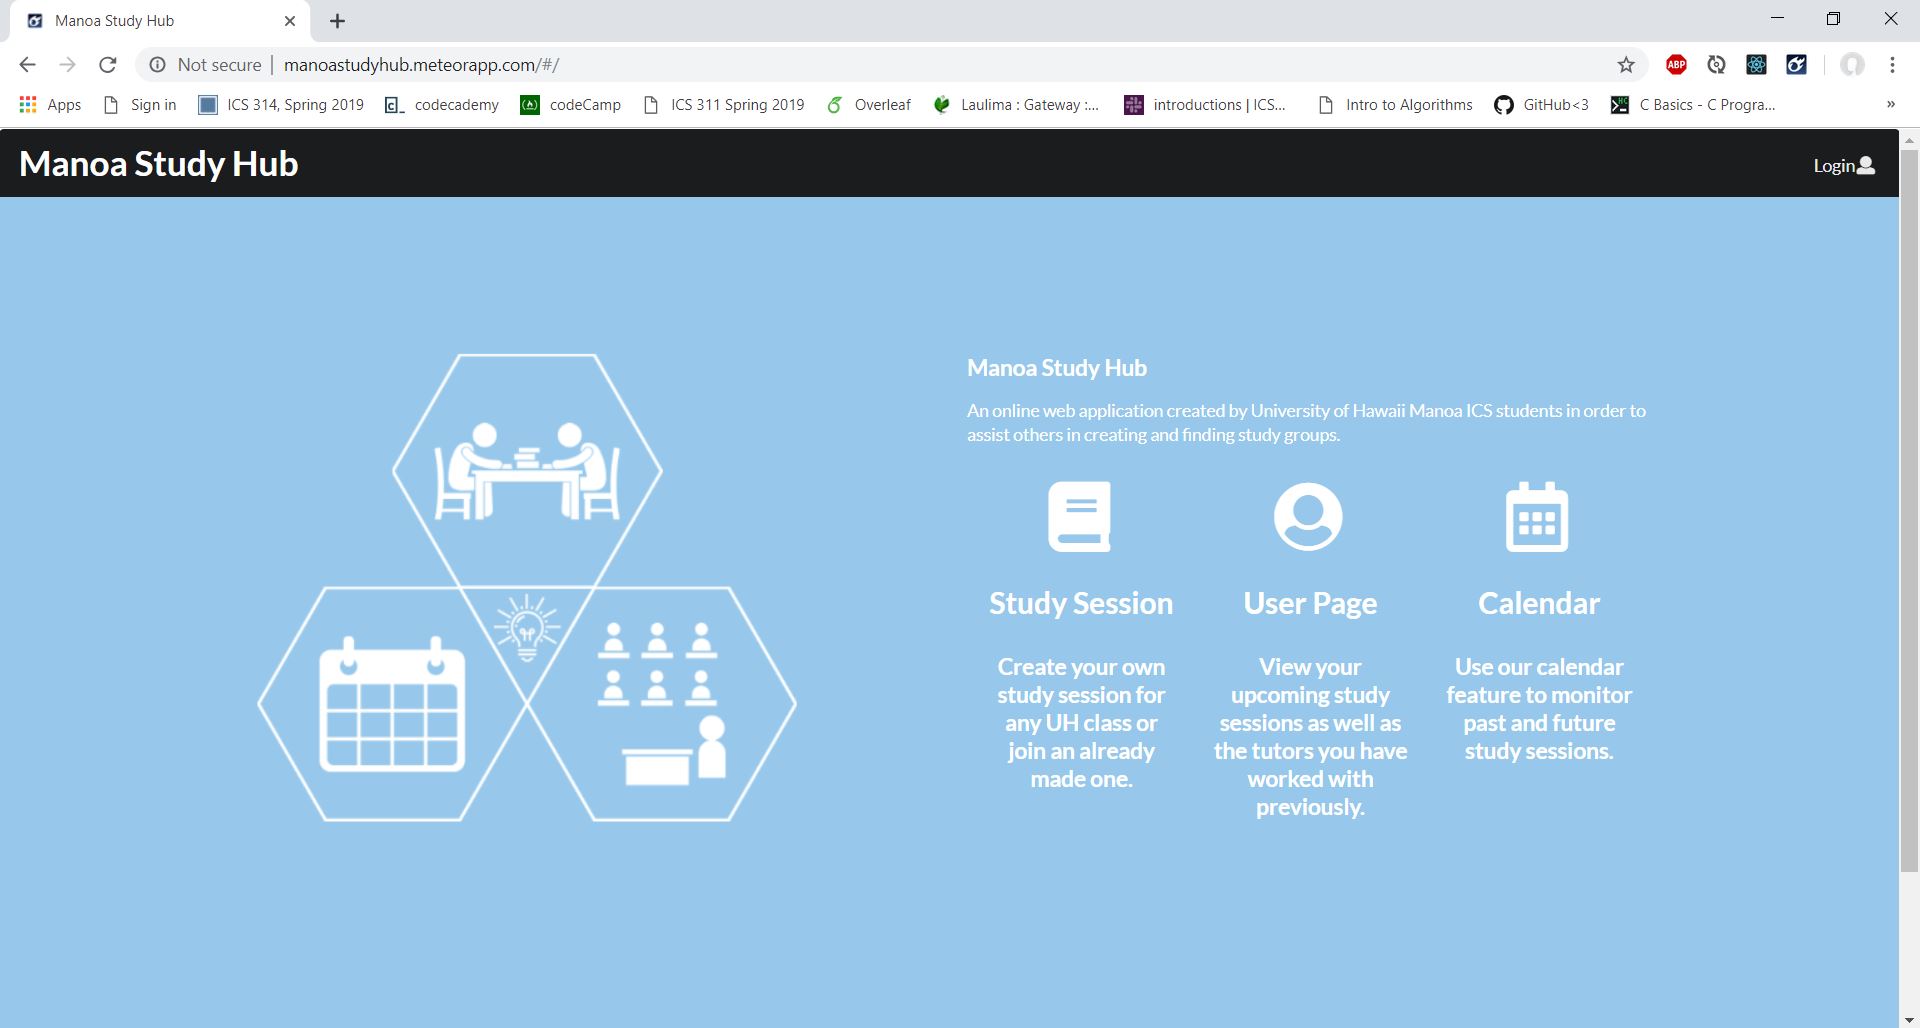 Manoa Study Hub
Not secure | manoastudyhub.meteorapp.com/#/
ABP
Apps Sign in ICS 314, Spring 2019 codecademy codeCamp ICS 311 Spring 2019 Overleaf Laulima : Gateway :... introductions | ICS... Intro to Algorithms GitHub<3 C Basics - C Progra... »
Manoa Study Hub Login
Manoa Study Hub
An online web application created by University of Hawaii Manoa ICS students in order to
assist others in creating and finding study groups.
Study Session
Create your own
study session for
any UH class or
join an already
made one.
User Page
View your
upcoming study
sessions as well as
the tutors you have
worked with
previously.
Calendar
Use our calendar
feature to monitor
past and future
study sessions.